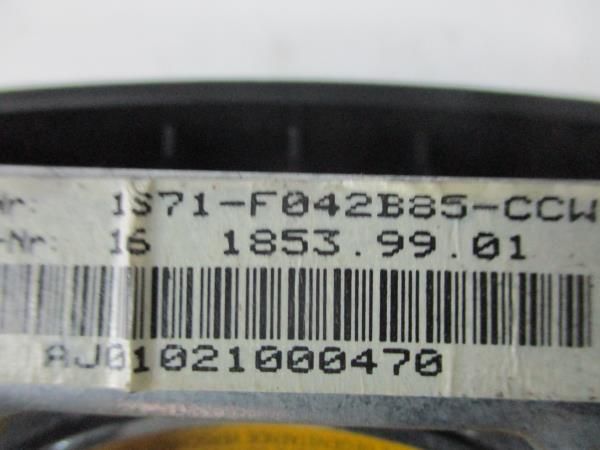 Nr: 1S71-F042B85-CCW
-Nr: 16 1853.99.01
AJ01021000470